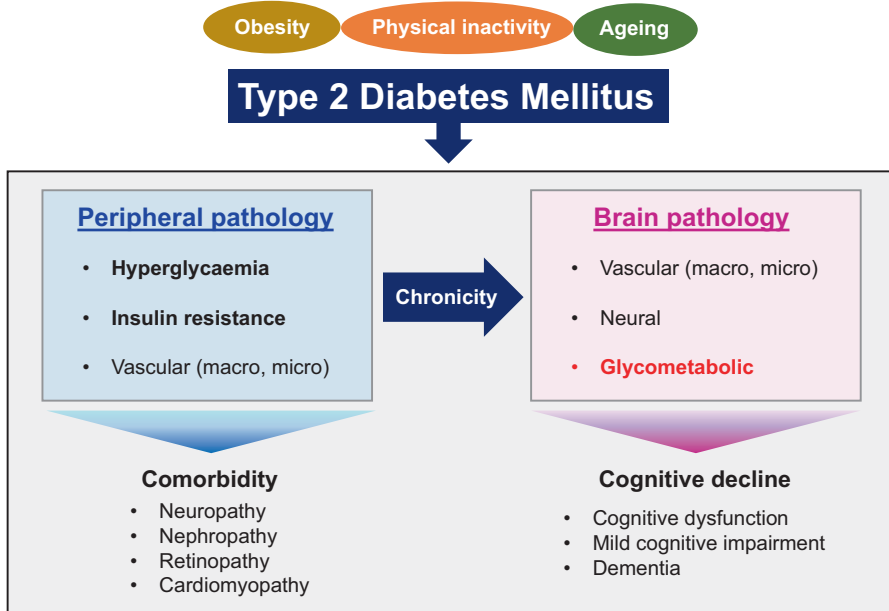 Obesity
Physical inactivity
Ageing
Type 2 Diabetes Mellitus
Peripheral pathology
• Hyperglycaemia
• Insulin resistance
• Vascular (macro, micro)
Chronicity
Brain pathology
• Vascular (macro, micro)
• Neural
• Glycometabolic
Comorbidity
• Neuropathy
• Nephropathy
• Retinopathy
• Cardiomyopathy
Cognitive decline
• Cognitive dysfunction
• Mild cognitive impairment
• Dementia